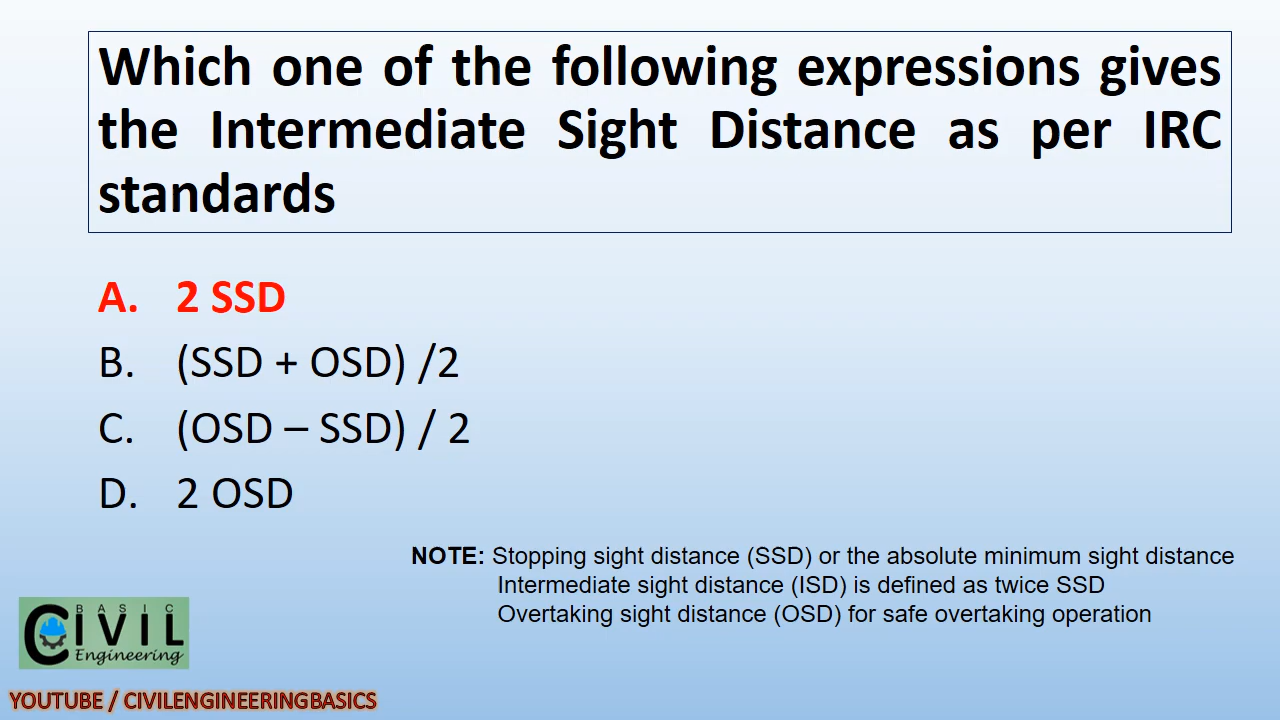 Which one of the following expressions gives
the Intermediate Sight Distance as per IRC
standards
A. 2 SSD
B. (SSD + OSD) /2
C. (OSD – SSD) / 2
D. 2 OSD
NOTE: Stopping sight distance (SSD) or the absolute minimum sight distance
Intermediate sight distance (ISD) is defined as twice SSD
Overtaking sight distance (OSD) for safe overtaking operation
BASIC
CIVIL
Engineering
YOUTUBE / CIVILENGINEERINGBASICS